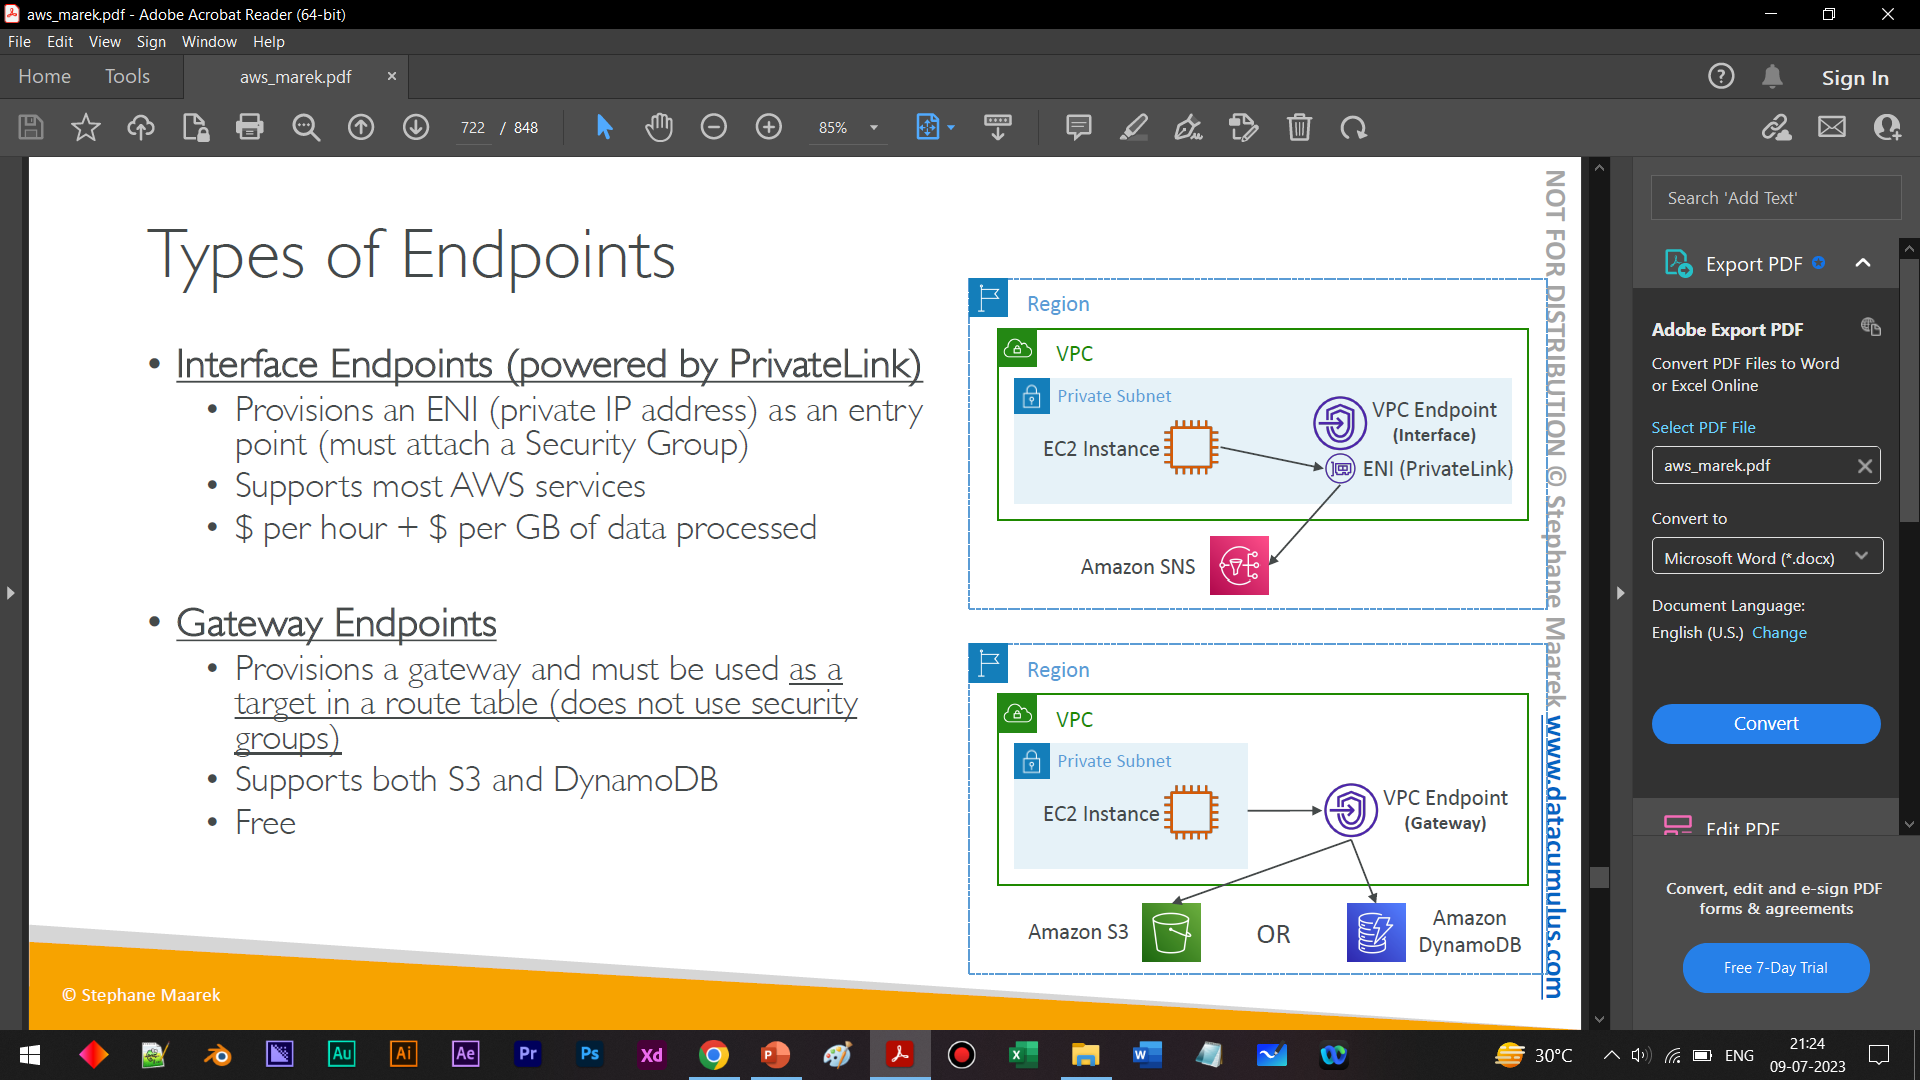 aws_marek.pdf - Adobe Acrobat Reader (64-bit)
File Edit View Sign Window Help
Home Tools aws_marek.pdf × ? Sign In
722 / 848 85%
Types of Endpoints
• Interface Endpoints (powered by PrivateLink)
• Provisions an ENI (private IP address) as an entry
point (must attach a Security Group)
• Supports most AWS services
• $ per hour + $ per GB of data processed
• Gateway Endpoints
• Provisions a gateway and must be used as a
target in a route table (does not use security
groups)
• Supports both S3 and DynamoDB
• Free
Region
VPC
Private Subnet
EC2 Instance
VPC Endpoint
(Interface)
ENI (PrivateLink)
Amazon SNS
Region
VPC
Private Subnet
EC2 Instance
VPC Endpoint
(Gateway)
Amazon S3
OR
Amazon
DynamoDB
NOT FOR DISTRIBUTION © Stephane Maarek www.datacumulus.com
© Stephane Maarek
Search 'Add Text'
Export PDF
Adobe Export PDF
Convert PDF Files to Word
or Excel Online
Select PDF File
aws_marek.pdf
Convert to
Microsoft Word (*.docx)
Document Language:
English (U.S.) Change
Convert
Edit PDF
Convert, edit and e-sign PDF
forms & agreements
Free 7-Day Trial
Au Ai Ae Pr Ps Xd P X W
30°C ENG
21:24
09-07-2023